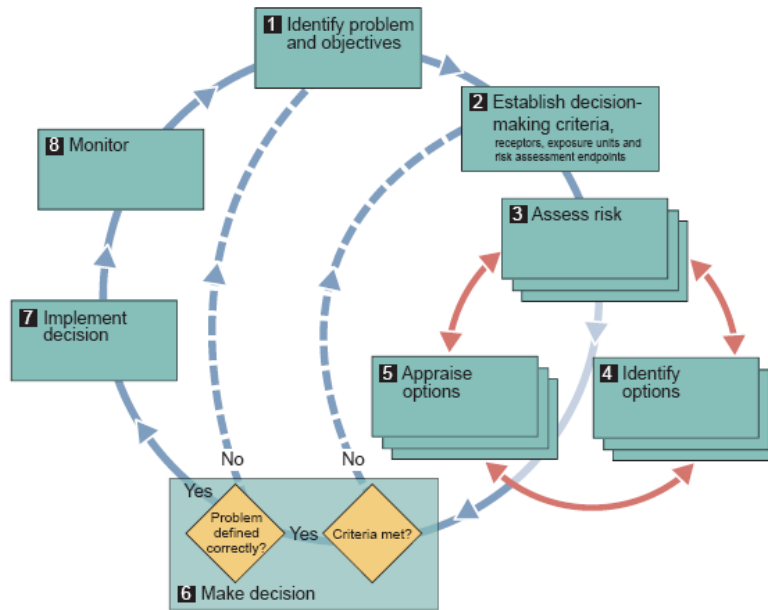 1 Identify problem
and objectives
2 Establish decision-
making criteria,
receptors, exposure units and
risk assessment endpoints
8 Monitor
3 Assess risk
7 Implement
decision
5 Appraise
options
4 Identify
options
No
No
Yes
Problem
defined
correctly?
Yes
Criteria met?
6 Make decision